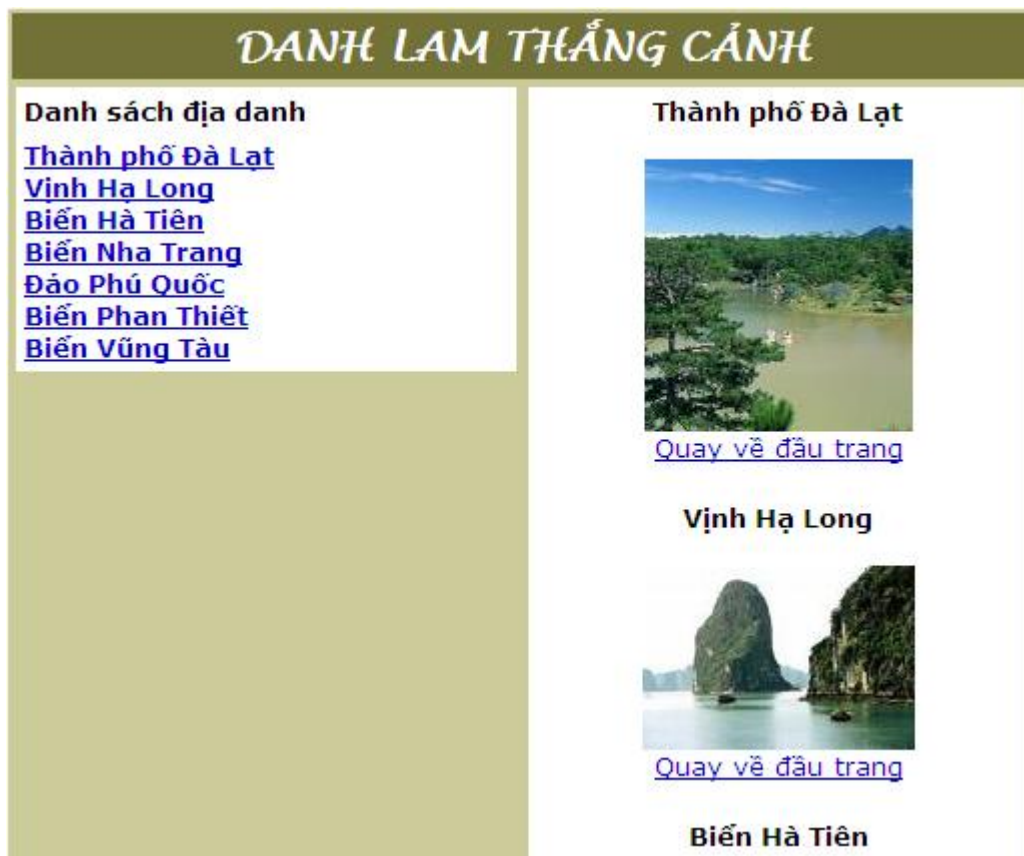 DANH LAM THẮNG CẢNH
Danh sách địa danh
Thành phố Đà Lạt
Vịnh Hạ Long
Biển Hà Tiên
Biển Nha Trang
Đảo Phú Quốc
Biển Phan Thiết
Biển Vũng Tàu
Thành phố Đà Lạt
Quay về đầu trang
Vịnh Hạ Long
Quay về đầu trang
Biển Hà Tiên